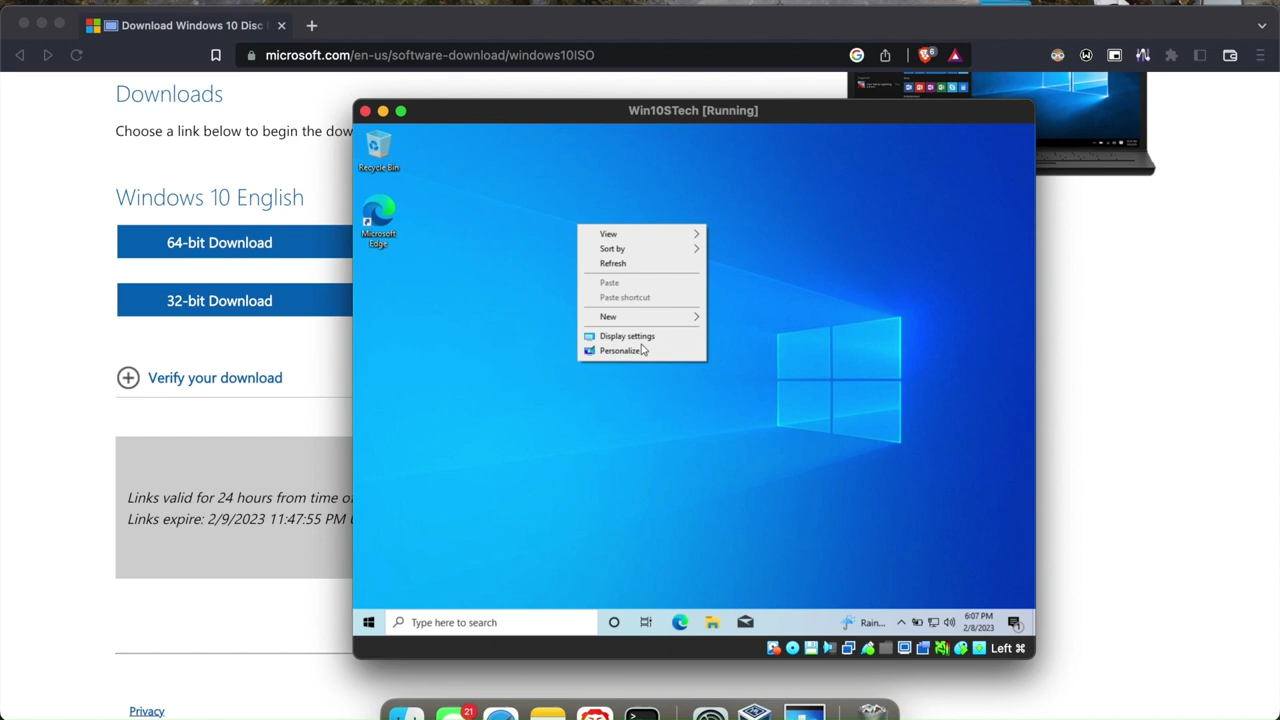 Download Windows 10 Disc
microsoft.com/en-us/software-download/windows10ISO
6
Downloads
Choose a link below to begin the dow
Windows 10 English
64-bit Download
32-bit Download
Verify your download
Links valid for 24 hours from time o
Links expire: 2/9/2023 11:47:55 PM
Privacy
Win10STech [Running]
Recycle Bin
Microsoft
Edge
View
Sort by
Refresh
Paste
Paste shortcut
New
Display settings
Personalize
Type here to search
Rain...
6:07 PM
2/8/2023
1
Left ⌘
21